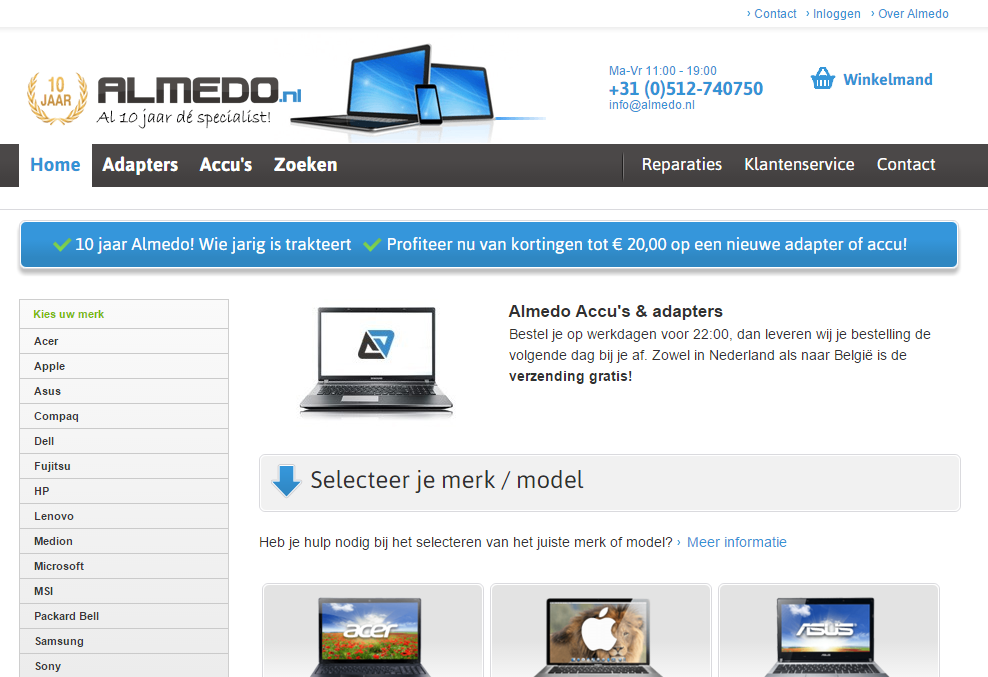 › Contact › Inloggen › Over Almedo
10
JAAR
ALMEDO.nl
Al 10 jaar dé specialist!
Ma-Vr 11:00 - 19:00
+31 (0)512-740750
info@almedo.nl
Winkelmand
Home Adapters Accu's Zoeken Reparaties Klantenservice Contact
10 jaar Almedo! Wie jarig is trakteert Profiteer nu van kortingen tot € 20,00 op een nieuwe adapter of accu!
Kies uw merk
Acer
Apple
Asus
Compaq
Dell
Fujitsu
HP
Lenovo
Medion
Microsoft
MSI
Packard Bell
Samsung
Sony
Almedo Accu's & adapters
Bestel je op werkdagen voor 22:00, dan leveren wij je bestelling de
volgende dag bij je af. Zowel in Nederland als naar België is de
verzending gratis!
Selecteer je merk / model
Heb je hulp nodig bij het selecteren van het juiste merk of model? › Meer informatie
acer
ASUS